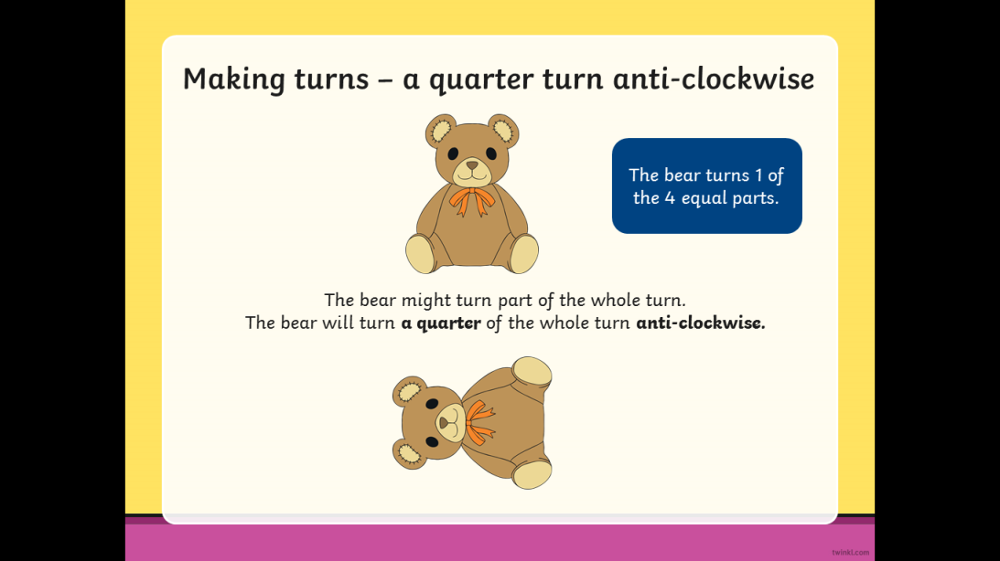 Making turns – a quarter turn anti-clockwise
The bear turns 1 of
the 4 equal parts.
The bear might turn part of the whole turn.
The bear will turn a quarter of the whole turn anti-clockwise.
twinkl.com